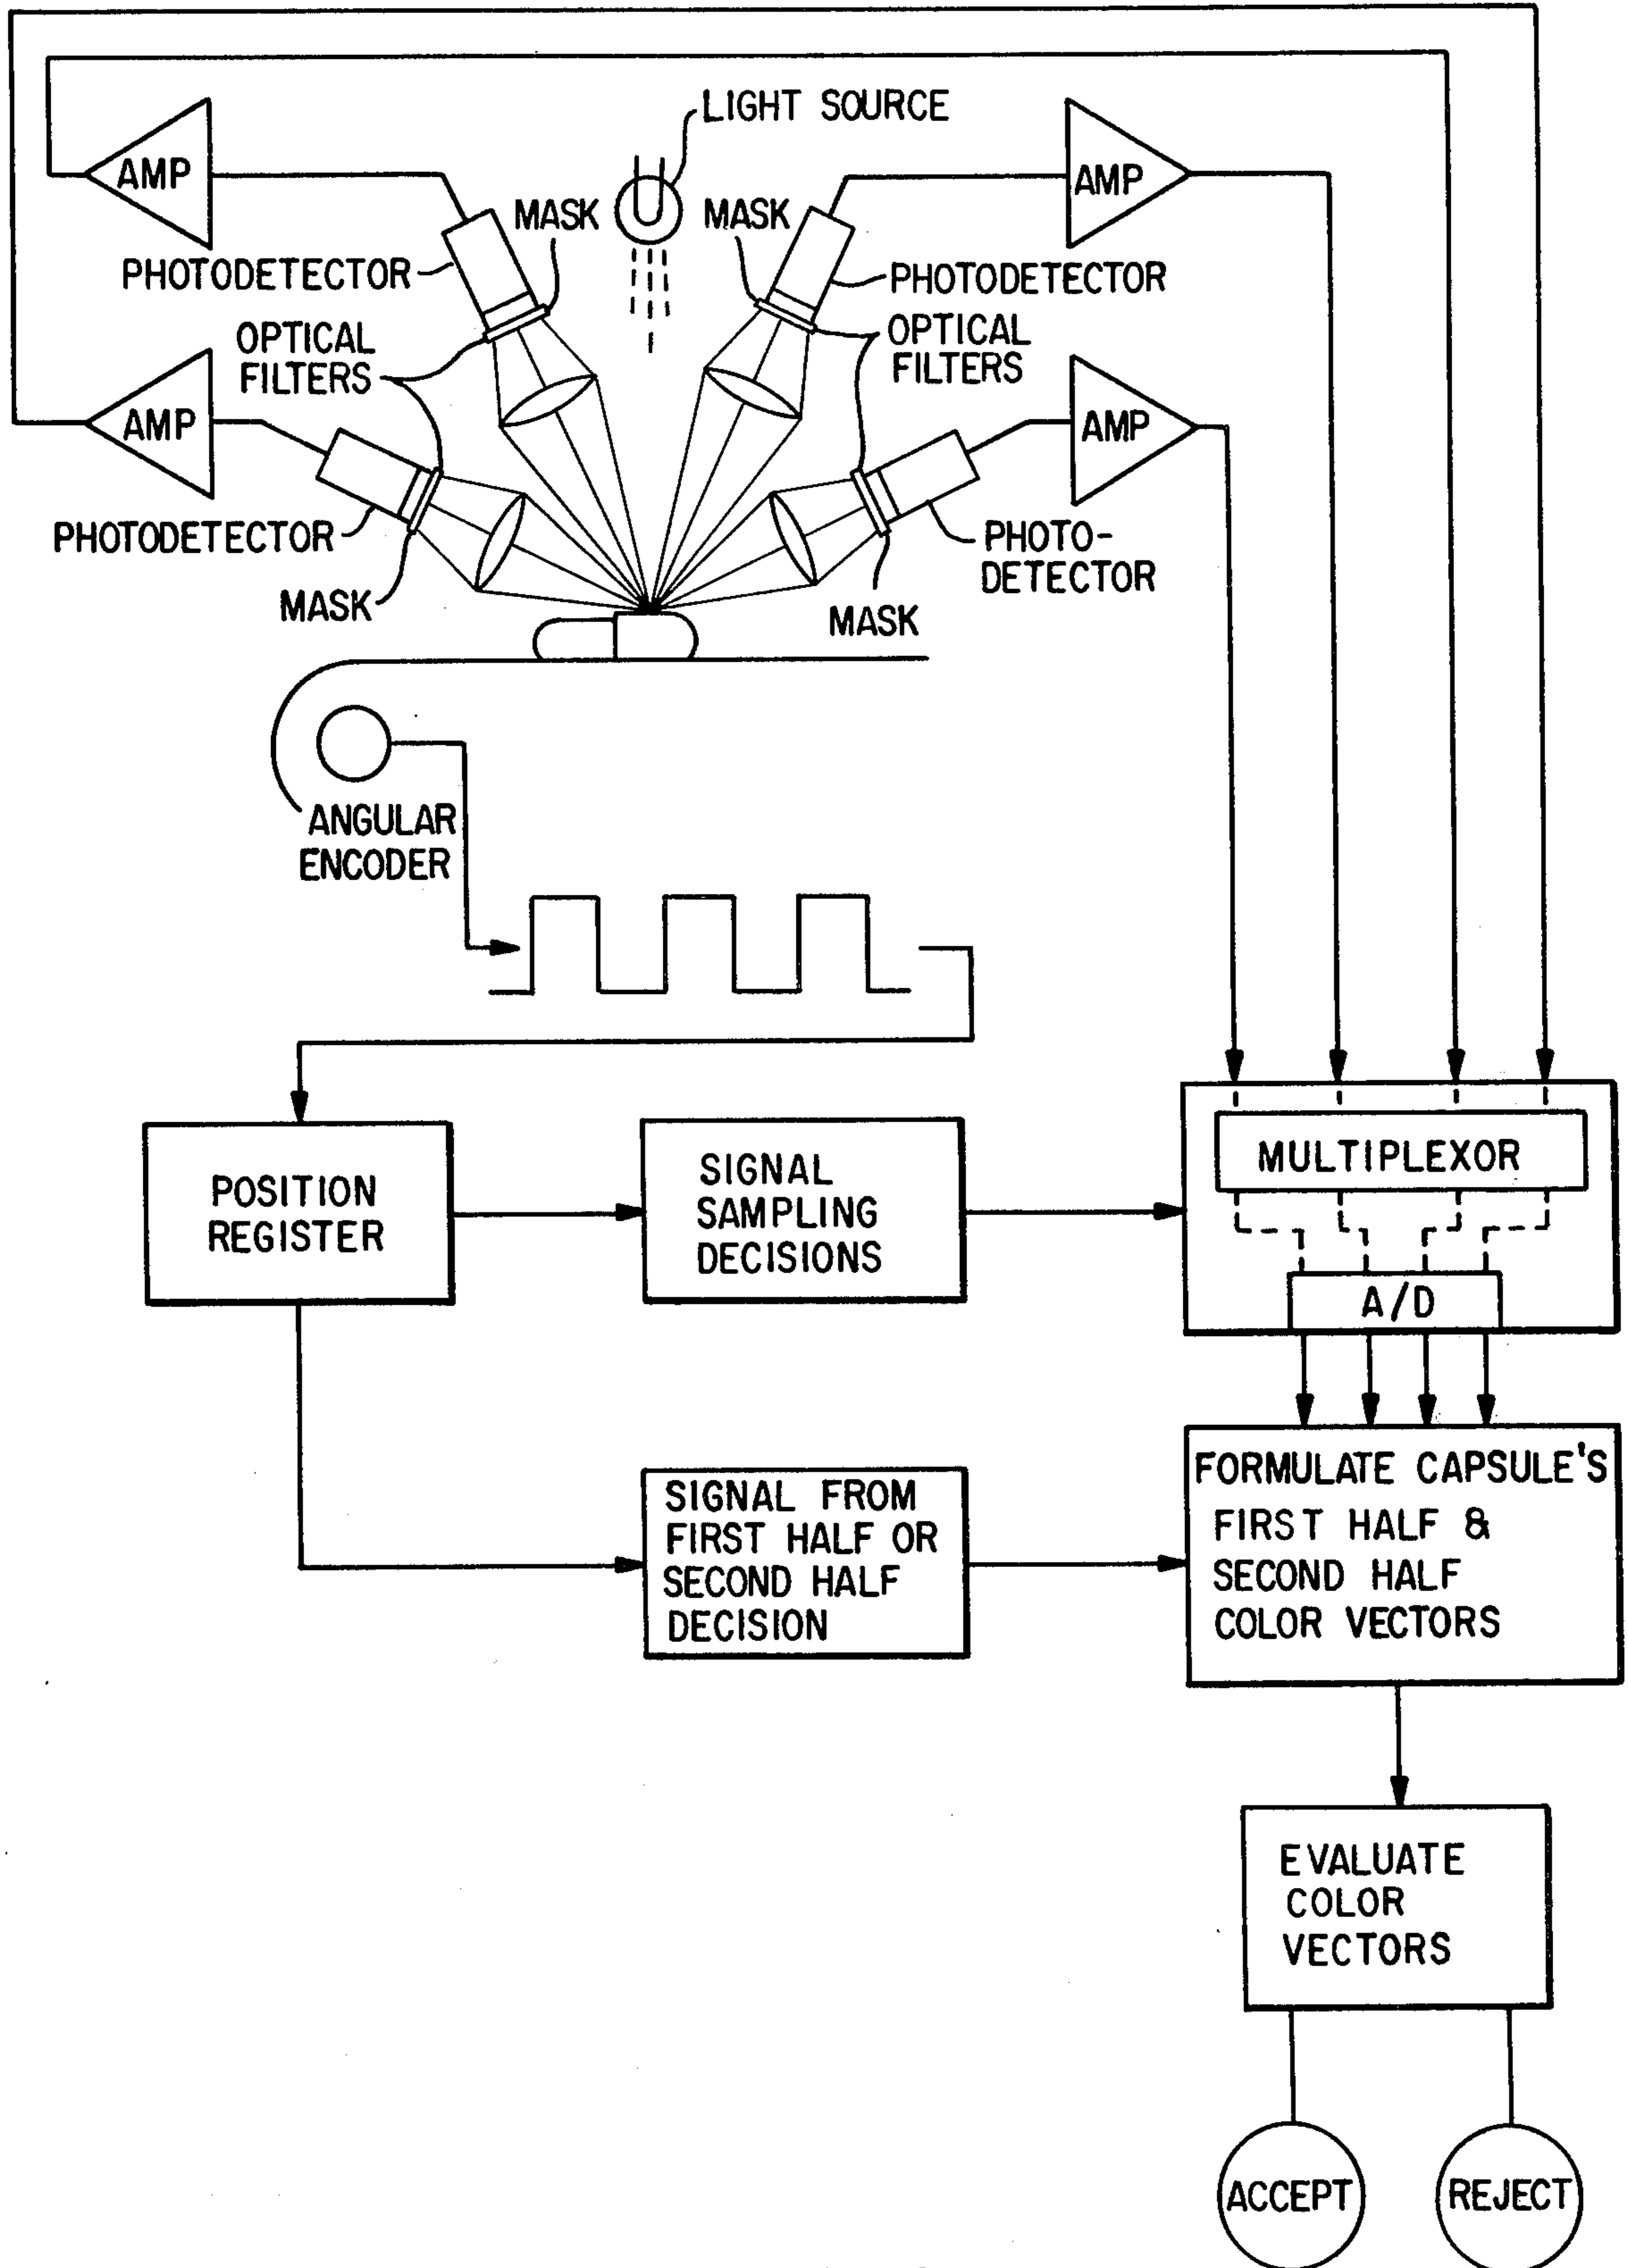 LIGHT SOURCE
AMP
AMP
MASK
MASK
PHOTODETECTOR
PHOTODETECTOR
OPTICAL
FILTERS
OPTICAL
FILTERS
AMP
AMP
PHOTODETECTOR
PHOTO-
DETECTOR
MASK
MASK
ANGULAR
ENCODER
POSITION
REGISTER
SIGNAL
SAMPLING
DECISIONS
MULTIPLEXOR
A/D
SIGNAL FROM
FIRST HALF OR
SECOND HALF
DECISION
FORMULATE CAPSULE'S
FIRST HALF &
SECOND HALF
COLOR VECTORS
EVALUATE
COLOR
VECTORS
ACCEPT
REJECT